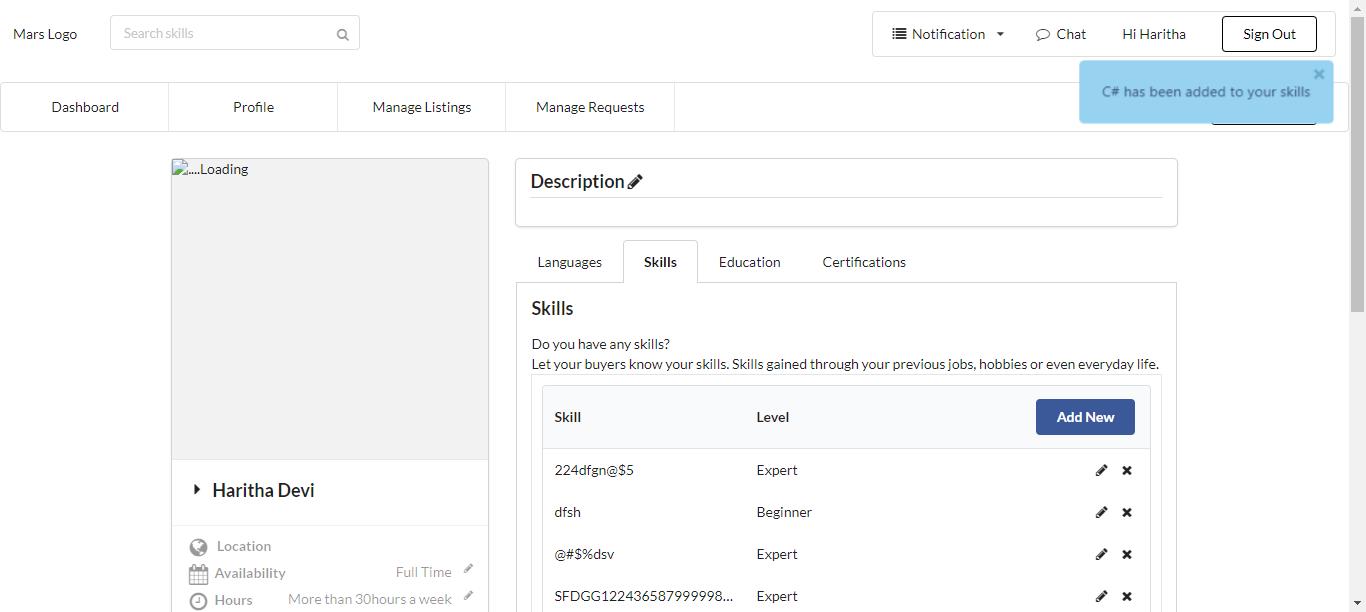 Mars Logo
Search skills
Notification
Chat
Hi Haritha
Sign Out
C# has been added to your skills
Dashboard
Profile
Manage Listings
Manage Requests
....Loading
Description
Languages
Skills
Education
Certifications
Skills
Do you have any skills?
Let your buyers know your skills. Skills gained through your previous jobs, hobbies or even everyday life.
Skill Level Add New
224dfgn@$5 Expert
dfsh Beginner
@#$%dsv Expert
SFDGG122436587999998... Expert
Haritha Devi
Location
Availability Full Time
Hours More than 30hours a week